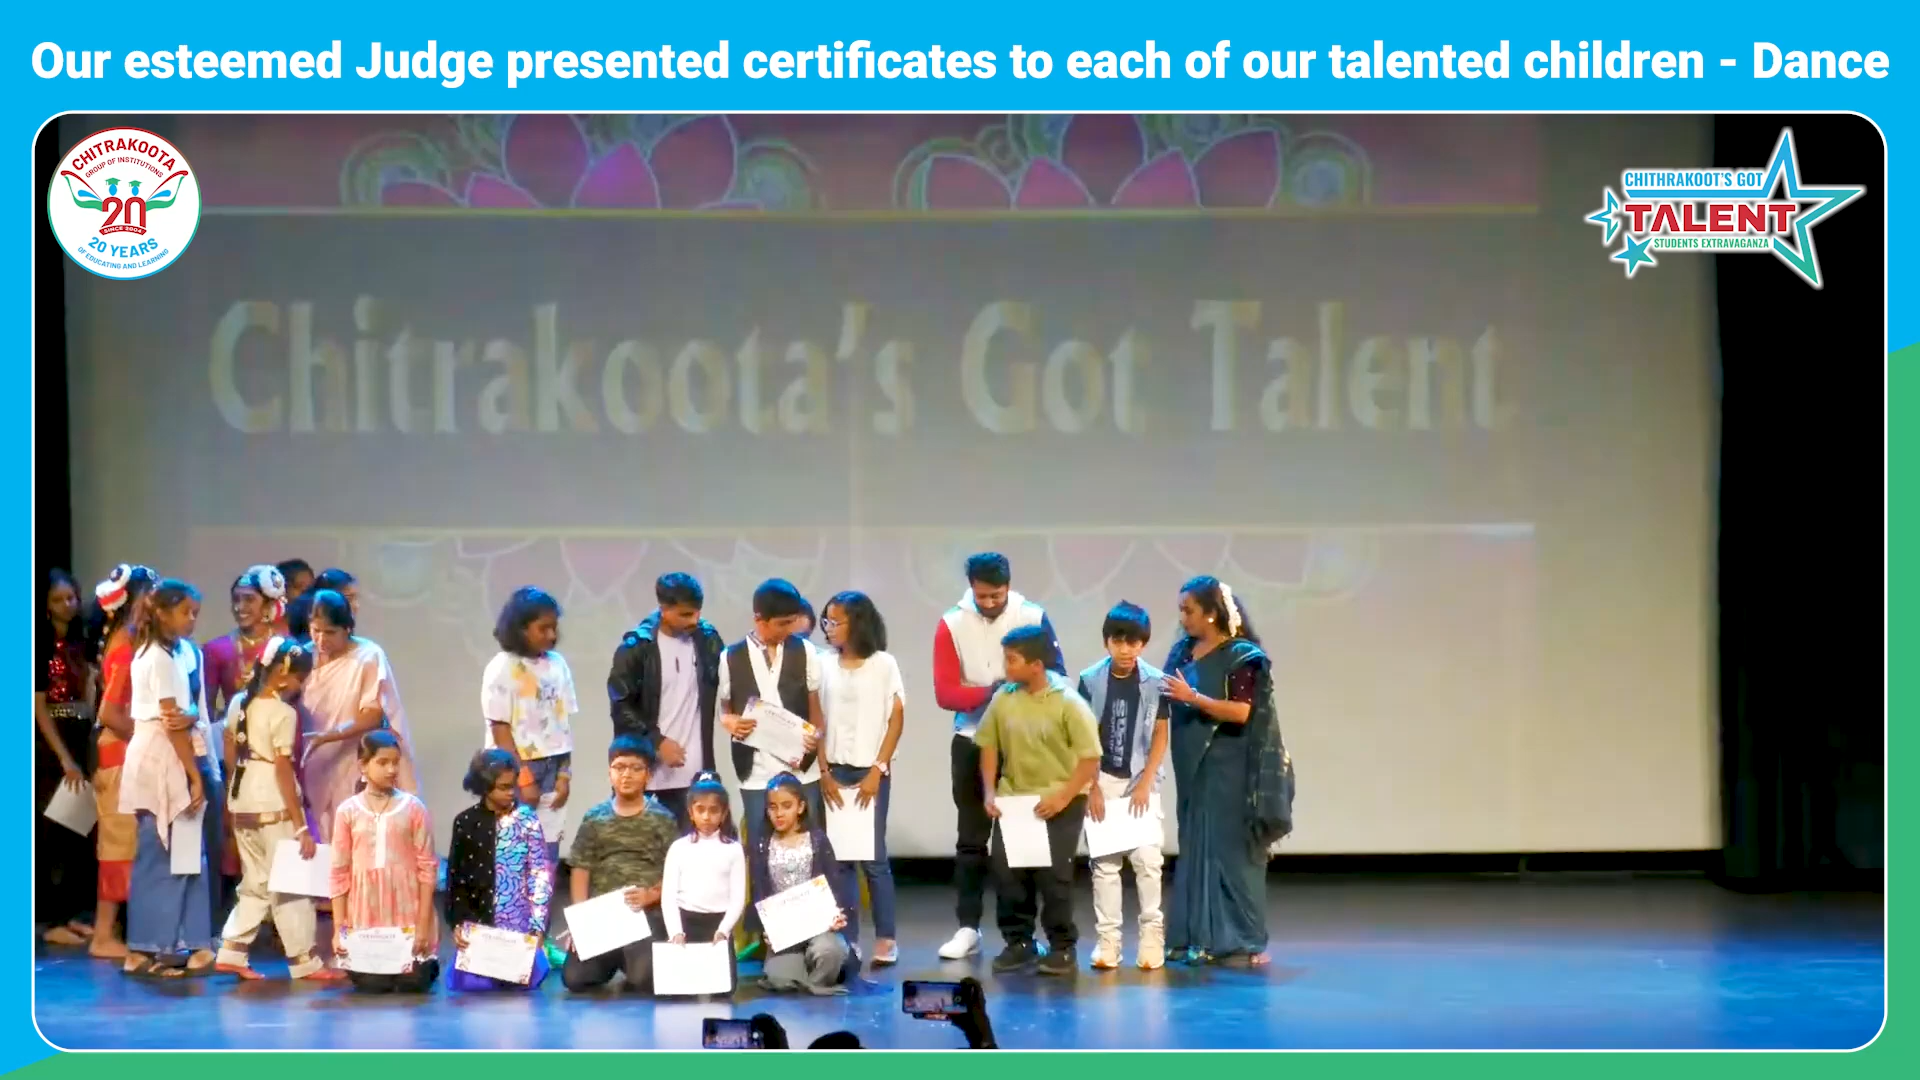 Our esteemed Judge presented certificates to each of our talented children - Dance
CHITRAKOOTA
GROUP OF INSTITUTIONS
20
SINCE 2004
20 YEARS
OF EDUCATING AND LEARNING
CHITHRAKOOT'S GOT
TALENT
STUDENTS EXTRAVAGANZA
Chitrakoota's Got Talent